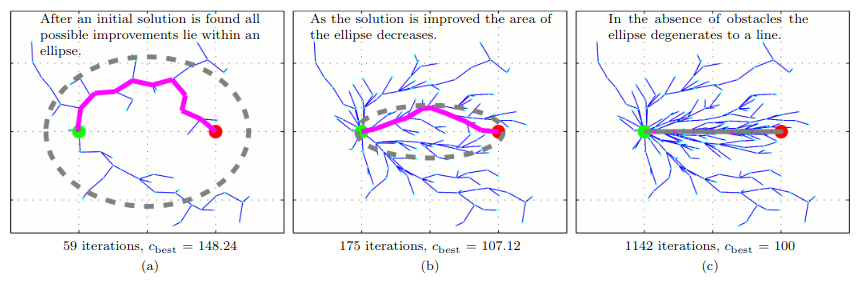 After an initial solution is found all
possible improvements lie within an
ellipse.
As the solution is improved the area of
the ellipse decreases.
In the absence of obstacles the
ellipse degenerates to a line.
59 iterations, c_best = 148.24
175 iterations, c_best = 107.12
1142 iterations, c_best = 100
(a)
(b)
(c)